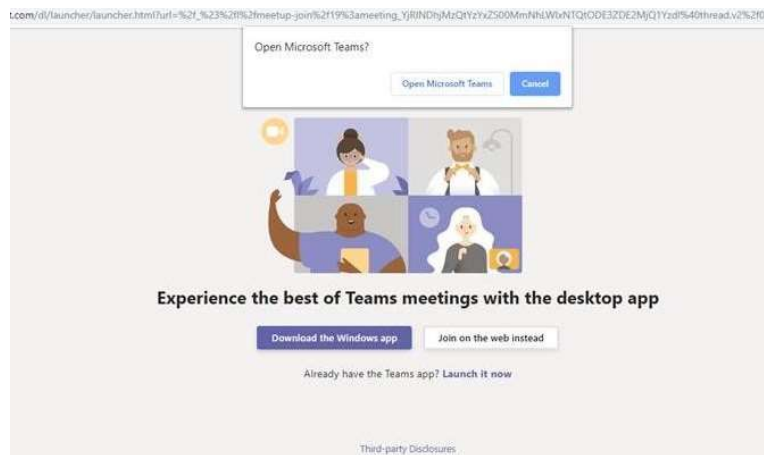 Open Microsoft Teams?
Open Microsoft Teams Cancel
Experience the best of Teams meetings with the desktop app
Download the Windows app Join on the web instead
Already have the Teams app? Launch it now
Third-party Disclosures